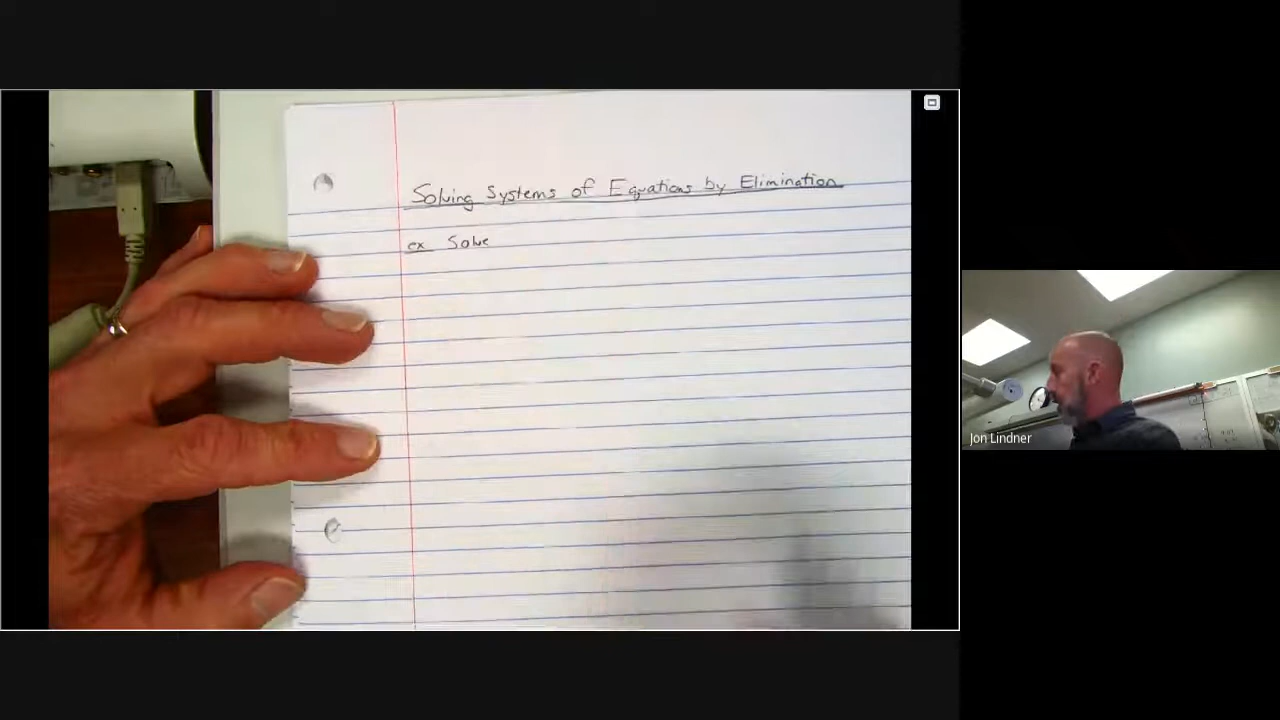 Solving Systems of Equations by Elimination
ex Solve
Jon Lindner